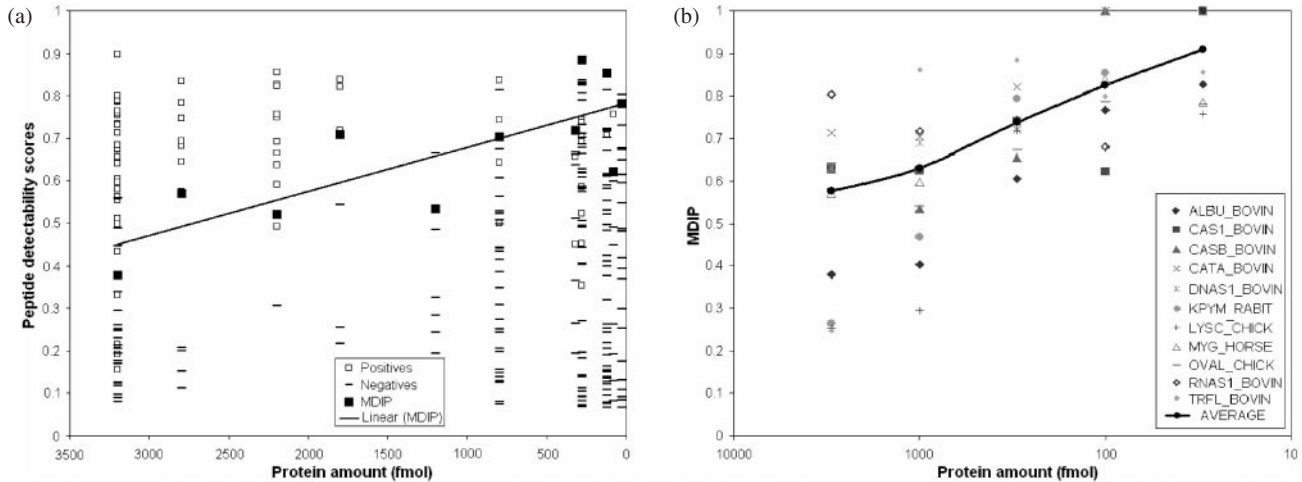 (a)
Peptide detectability scores
1
0.9
0.8
0.7
0.6
0.5
0.4
0.3
0.2
0.1
0
3500 3000 2500 2000 1500 1000 500 0
Protein amount (fmol)
Positives
Negatives
MDIP
Linear (MDIP)
(b)
MDIP
1
0.9
0.8
0.7
0.6
0.5
0.4
0.3
0.2
0.1
0
10000 1000 100 10
Protein amount (fmol)
ALBU_BOVIN
CAS1_BOVIN
CASB_BOVIN
CATA_BOVIN
DNAS1_BOVIN
KPYM_RABIT
LYSC_CHICK
MYG_HORSE
OVAL_CHICK
RNAS1_BOVIN
TRFL_BOVIN
AVERAGE